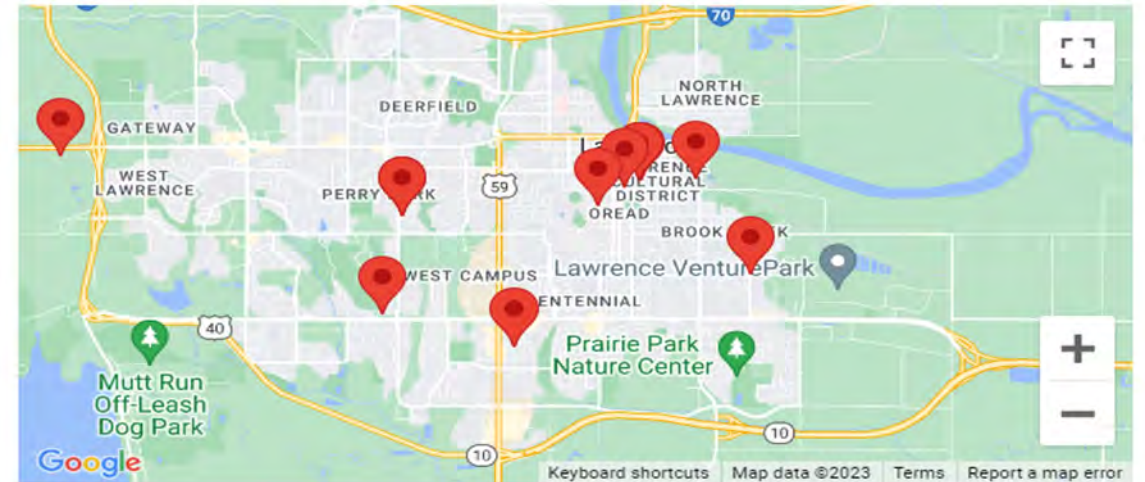 70
NORTH
LAWRENCE
DEERFIELD
GATEWAY
WEST
LAWRENCE
59
CULTURAL
DISTRICT
OREAD
PERRY
BROOK
Lawrence VenturePark
WEST CAMPUS
40
Prairie Park
Nature Center
Mutt Run
Off-Leash
Dog Park
10
10
Google
Keyboard shortcuts
Map data ©2023
Terms
Report a map error